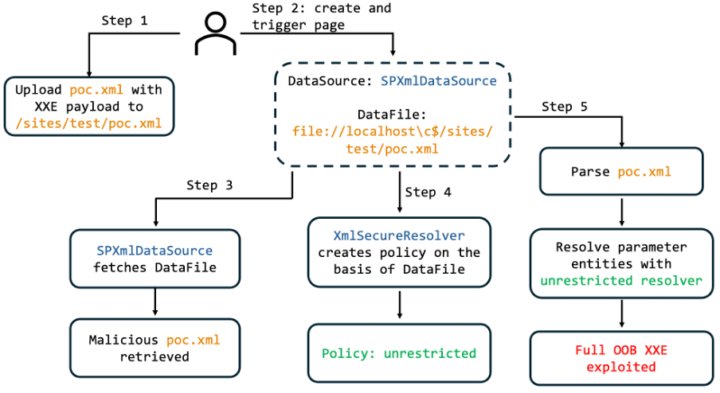 Step 1
Step 2: create and
trigger page
Upload poc.xml with
XXE payload to
/sites/test/poc.xml
DataSource: SPXmlDataSource
DataFile:
file://localhost\c$/sites/
test/poc.xml
Step 5
Parse poc.xml
Step 3
Step 4
SPXmlDataSource
fetches DataFile
XmlSecureResolver
creates policy on the
basis of DataFile
Resolve parameter
entities with
unrestricted resolver
Malicious poc.xml
retrieved
Policy: unrestricted
Full OOB XXE
exploited